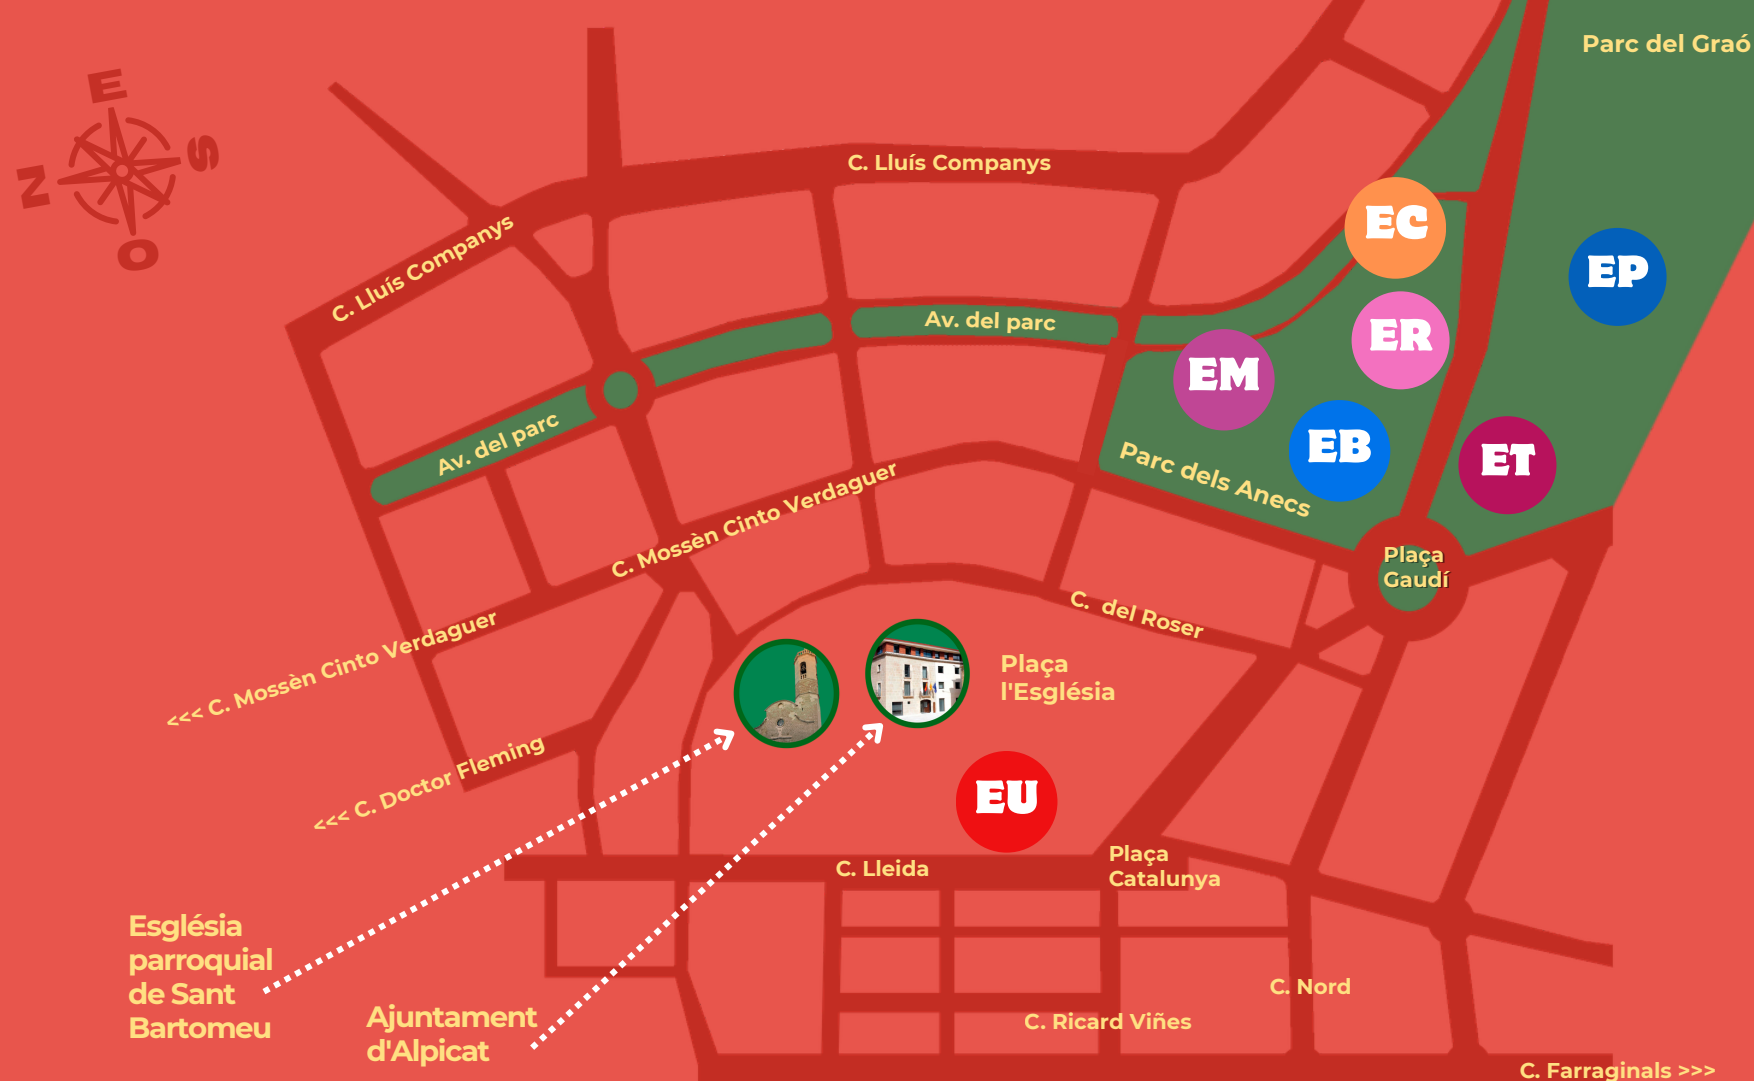 Parc del Graó
E
N
S
O
C. Lluís Companys
C. Lluís Companys
EC
EP
Av. del parc
ER
EM
Av. del parc
EB
ET
Parc dels Anecs
C. Mossèn Cinto Verdaguer
Plaça
Gaudí
C. del Roser
<<< C. Mossèn Cinto Verdaguer
Plaça
l'Església
<<< C. Doctor Fleming
EU
C. Lleida
Plaça
Catalunya
Església
parroquial
de Sant
Bartomeu
Ajuntament
d'Alpicat
C. Nord
C. Ricard Viñes
C. Farraginals >>>